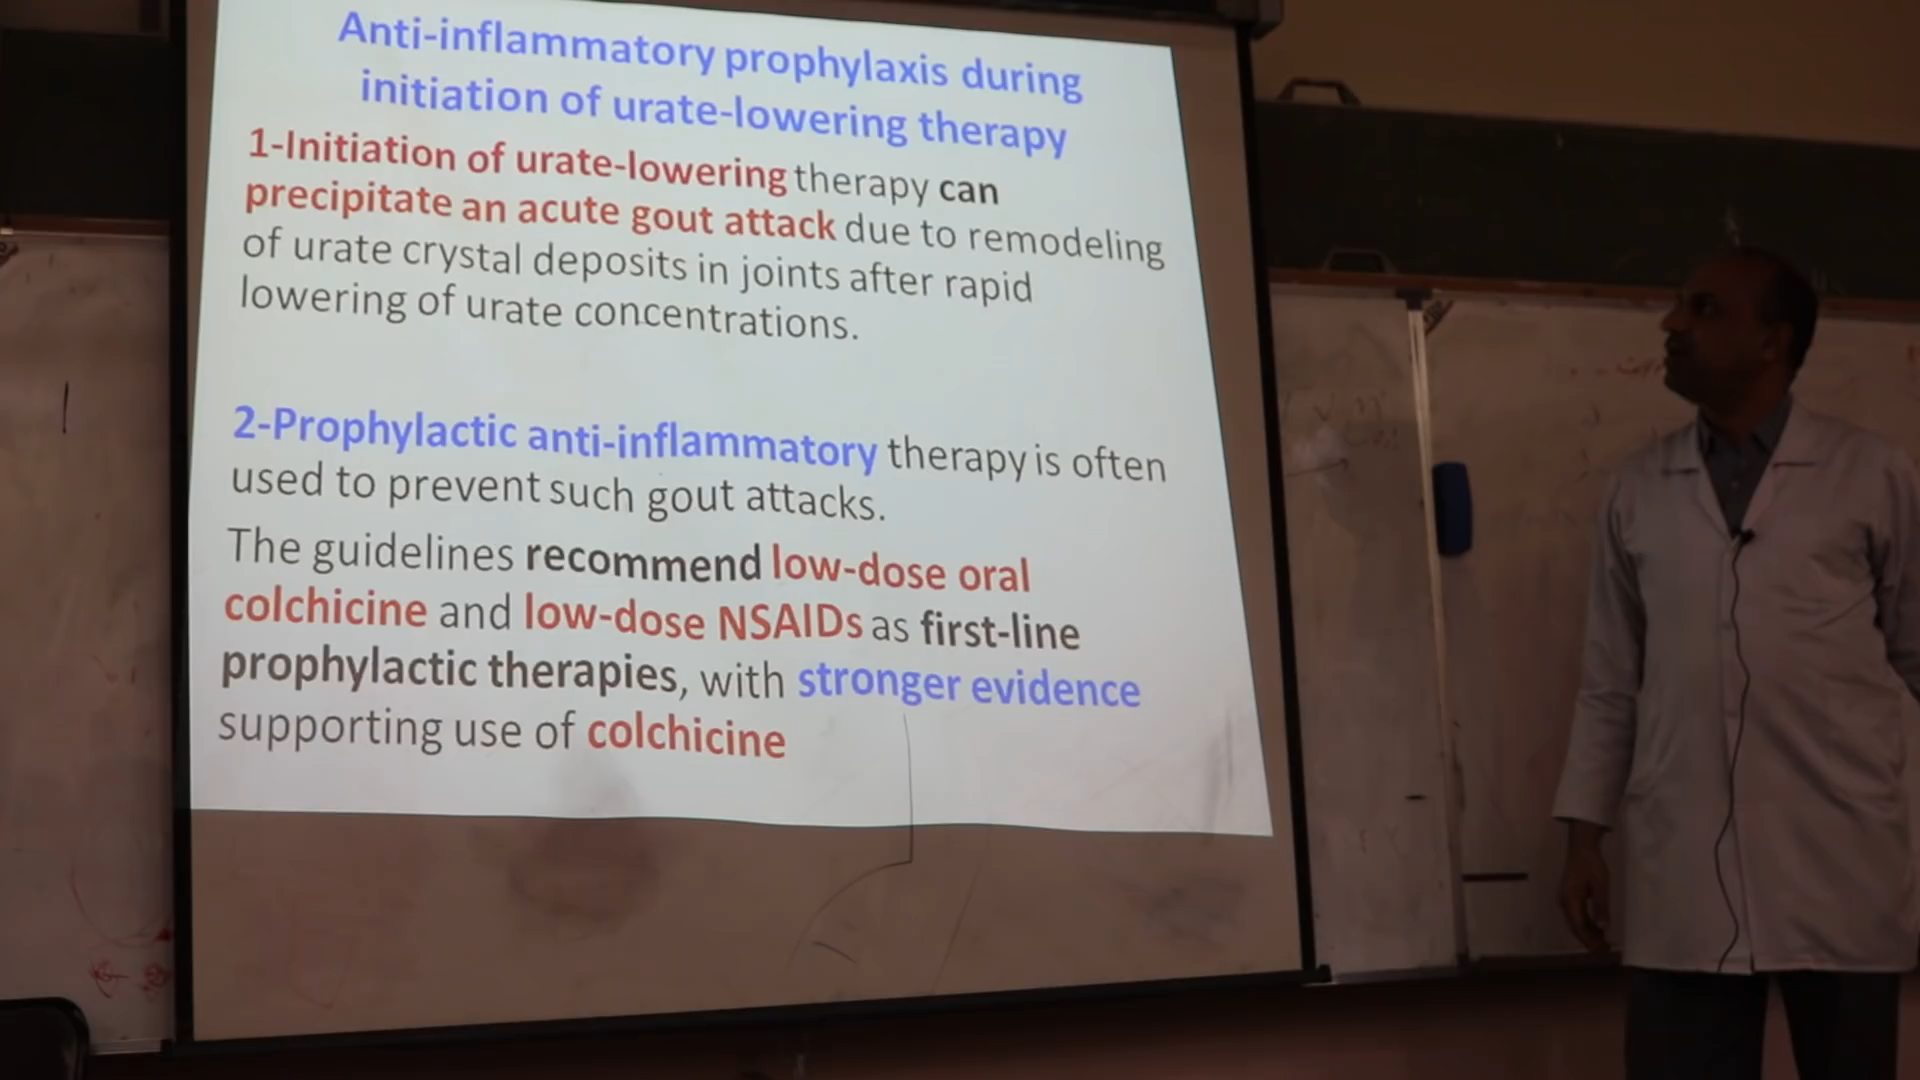 Anti-inflammatory prophylaxis during
initiation of urate-lowering therapy
1-Initiation of urate-lowering therapy can
precipitate an acute gout attack due to remodeling
of urate crystal deposits in joints after rapid
lowering of urate concentrations.
2-Prophylactic anti-inflammatory therapy is often
used to prevent such gout attacks.
The guidelines recommend low-dose oral
colchicine and low-dose NSAIDs as first-line
prophylactic therapies, with stronger evidence
supporting use of colchicine